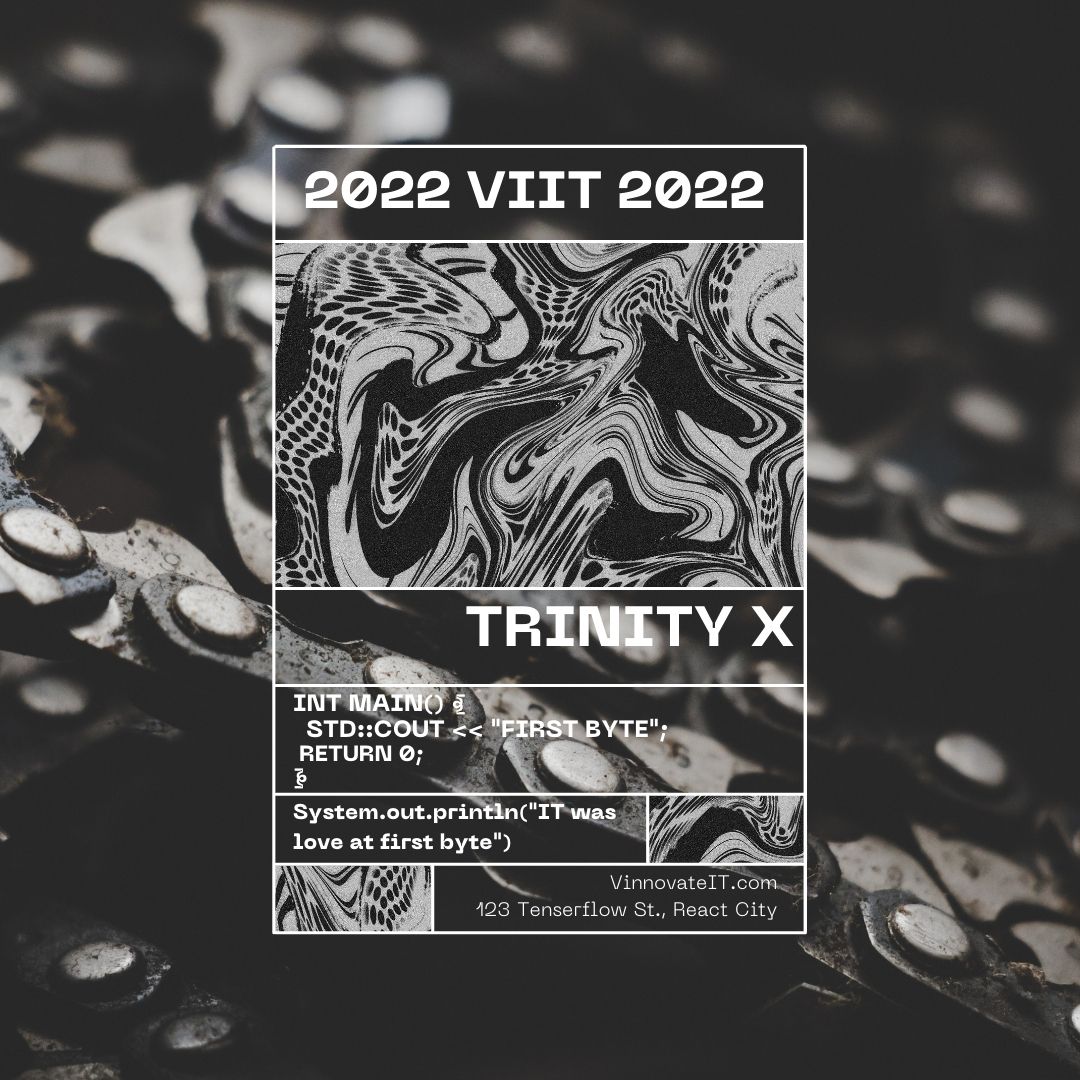 2022 VIIT 2022
TRINITY X
INT MAIN() {
STD::COUT << "FIRST BYTE";
RETURN 0;
}
System.out.println("IT was
love at first byte")
VinnovateIT.com
123 Tenserflow St., React City